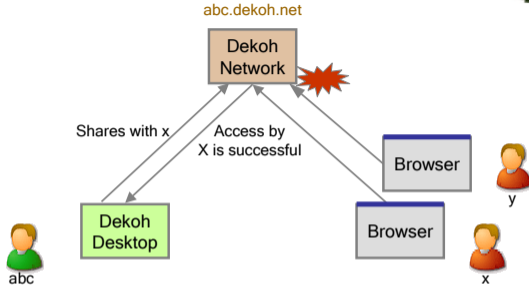 abc.dekoh.net
Dekoh
Network
Shares with x
Access by
X is successful
Browser
y
Dekoh
Desktop
Browser
abc
x